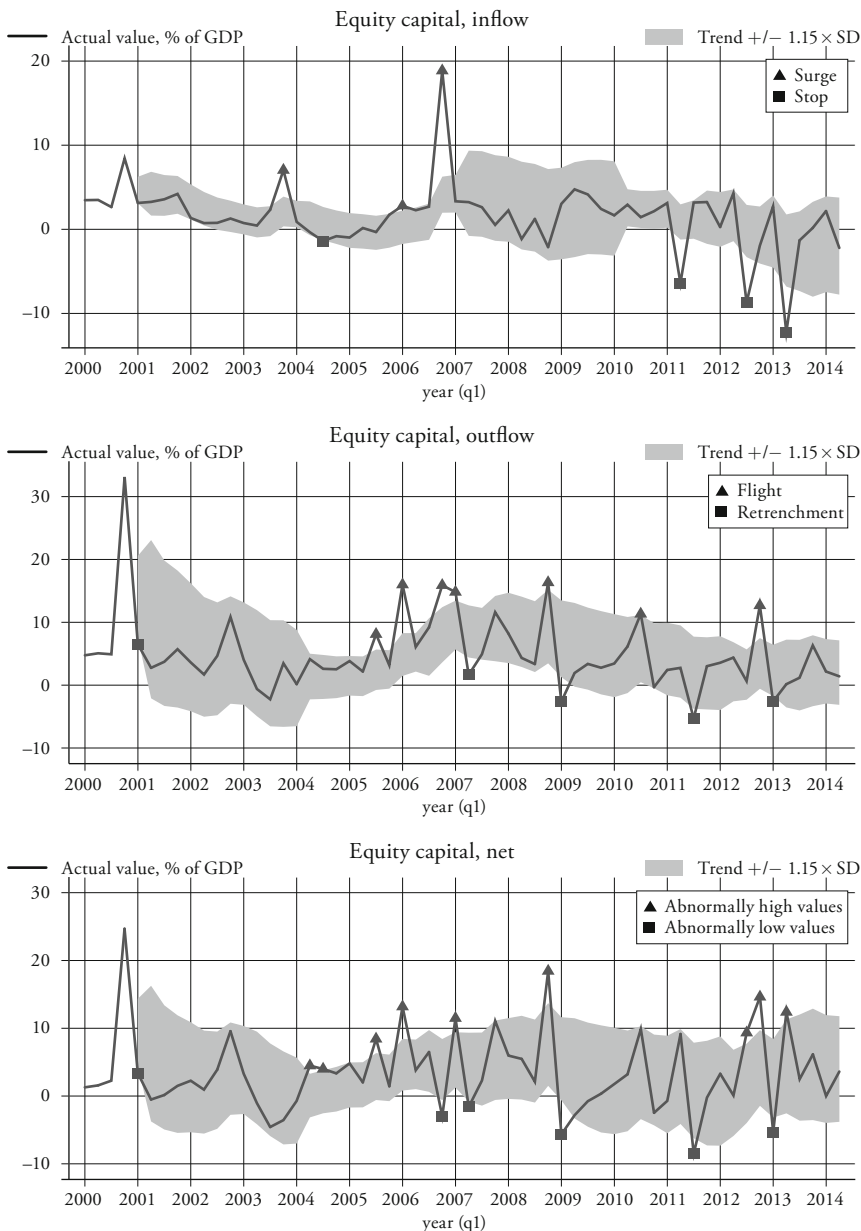 Equity capital, inflow
Actual value, % of GDP
Trend +/− 1.15 × SD
Surge
Stop
20
10
0
−10
2000 2001 2002 2003 2004 2005 2006 2007 2008 2009 2010 2011 2012 2013 2014
year (q1)
Equity capital, outflow
Actual value, % of GDP
Trend +/− 1.15 × SD
Flight
Retrenchment
30
20
10
0
−10
2000 2001 2002 2003 2004 2005 2006 2007 2008 2009 2010 2011 2012 2013 2014
year (q1)
Equity capital, net
Actual value, % of GDP
Trend +/− 1.15 × SD
Abnormally high values
Abnormally low values
30
20
10
0
−10
2000 2001 2002 2003 2004 2005 2006 2007 2008 2009 2010 2011 2012 2013 2014
year (q1)